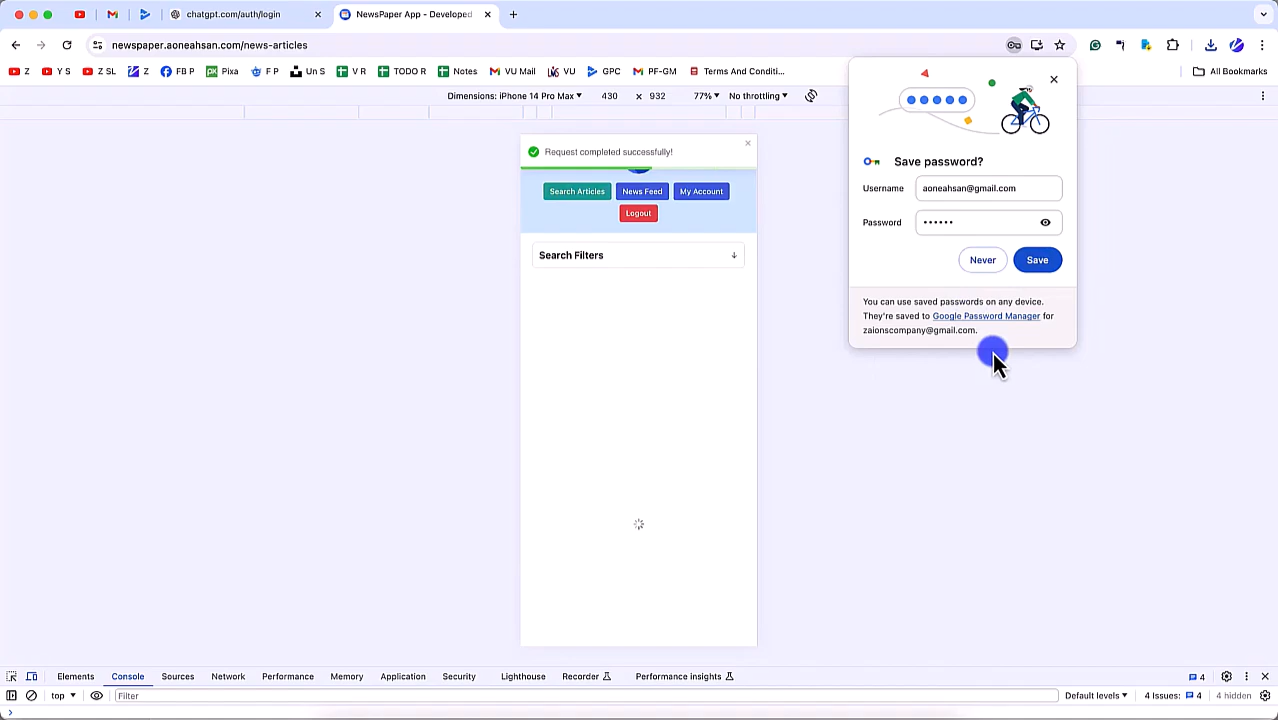 chatgpt.com/auth/login
NewsPaper App - Developed
newspaper.aoneahsan.com/news-articles
Z
Y S
Z SL
Z
FB P
Pixa
F P
Un S
V R
TODO R
Notes
VU Mail
VU
GPC
PF-GM
Terms And Conditi...
All Bookmarks
Dimensions: iPhone 14 Pro Max
430
×
932
77%
No throttling
Request completed successfully!
Search Articles
News Feed
My Account
Logout
Search Filters
Save password?
Username
aoneahsan@gmail.com
Password
••••••
Never
Save
You can use saved passwords on any device.
They're saved to Google Password Manager for
zaionscompany@gmail.com.
Elements
Console
Sources
Network
Performance
Memory
Application
Security
Lighthouse
Recorder
Performance insights
4
top
Filter
Default levels
4 Issues:
4
4 hidden